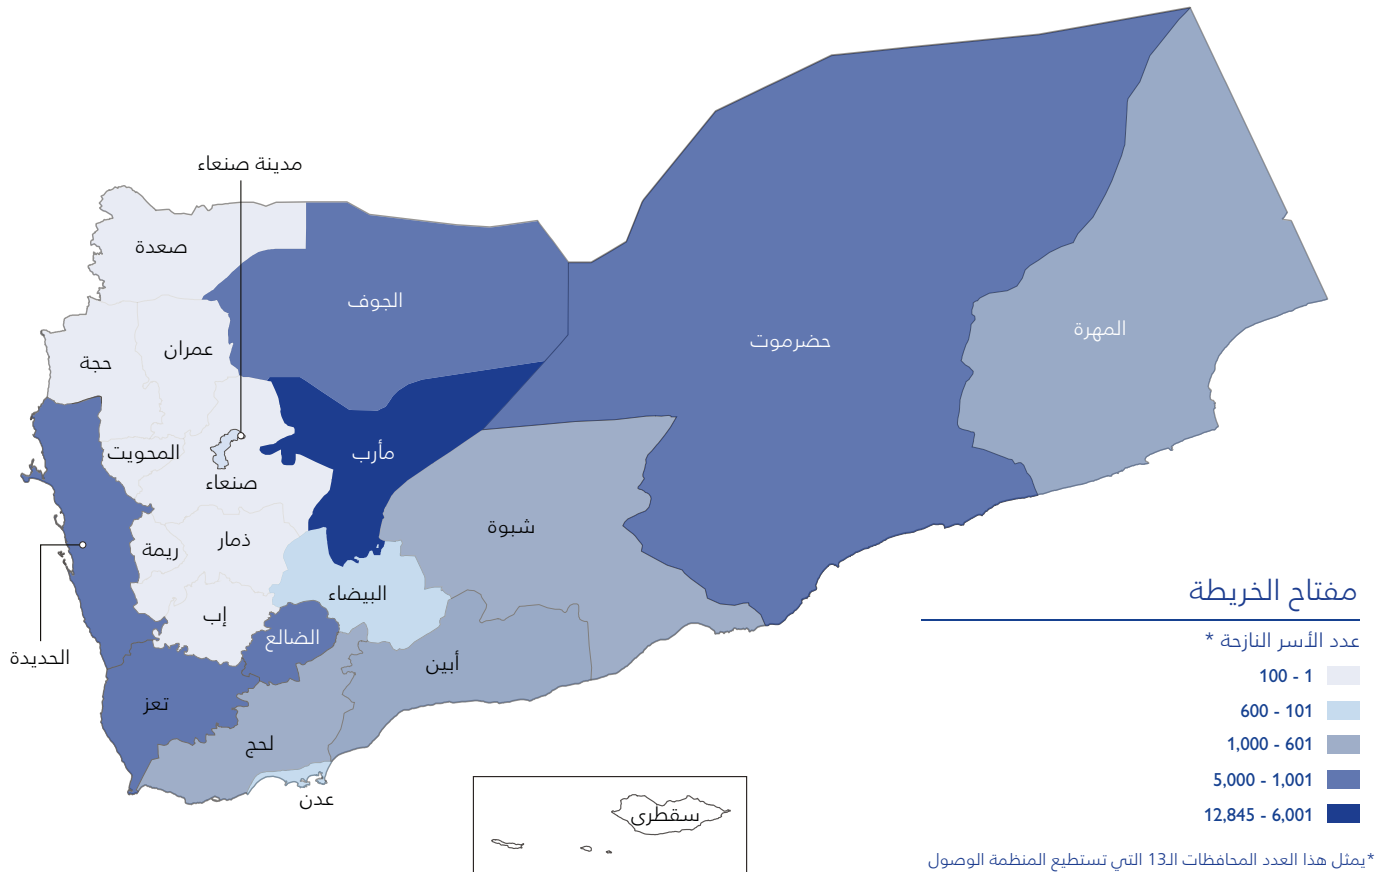 مدينة صنعاء
صعدة
الجوف
المهرة
حضرموت
عمران
حجة
المحويت
مأرب
صنعاء
شبوة
ذمار
ريمة
البيضاء
إب
الضالع
الحديدة
أبين
تعز
لحج
عدن
سقطرى
مفتاح الخريطة
عدد الأسر النازحة *
1 - 100
101 - 600
601 - 1,000
1,001 - 5,000
6,001 - 12,845
*يمثل هذا العدد المحافظات الـ13 التي تستطيع المنظمة الوصول